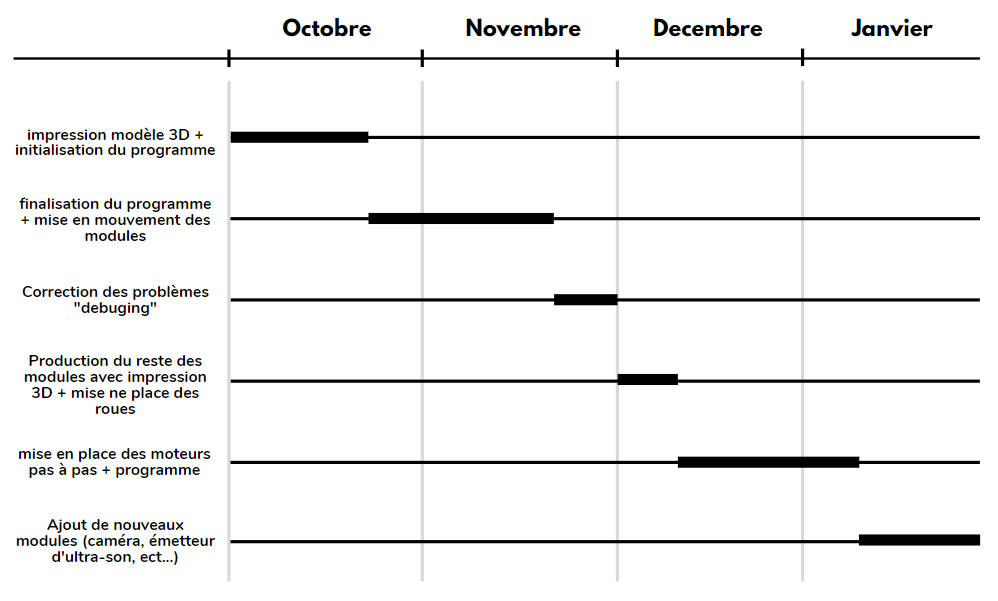 Octobre Novembre Decembre Janvier
impression modèle 3D +
initialisation du programme
finalisation du programme
+ mise en mouvement des
modules
Correction des problèmes
"debuging"
Production du reste des
modules avec impression
3D + mise ne place des
roues
mise en place des moteurs
pas à pas + programme
Ajout de nouveaux
modules (caméra, émetteur
d'ultra-son, ect...)